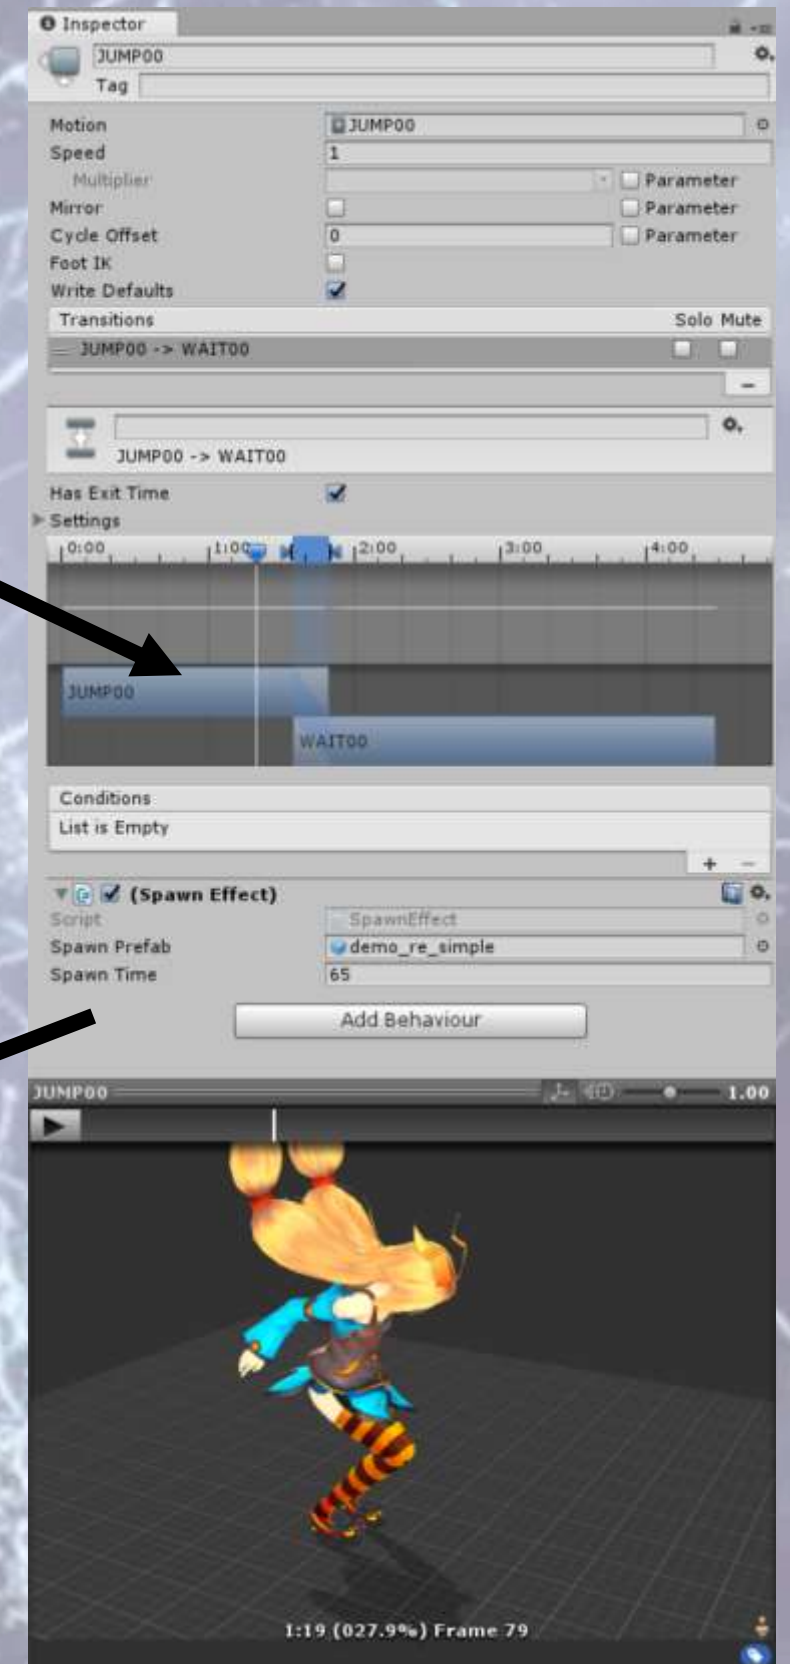 Inspector
JUMP00
Tag
Motion JUMP00
Speed 1
Multiplier Parameter
Mirror Parameter
Cycle Offset 0 Parameter
Foot IK
Write Defaults
Transitions Solo Mute
JUMP00 -> WAIT00
JUMP00 -> WAIT00
Has Exit Time
Settings
0:00 1:00 2:00 3:00 4:00
JUMP00
WAIT00
Conditions
List is Empty
+ -
(Spawn Effect)
Script SpawnEffect
Spawn Prefab demo_re_simple
Spawn Time 65
Add Behaviour
JUMP00 1.00
1:19 (027.9%) Frame 79